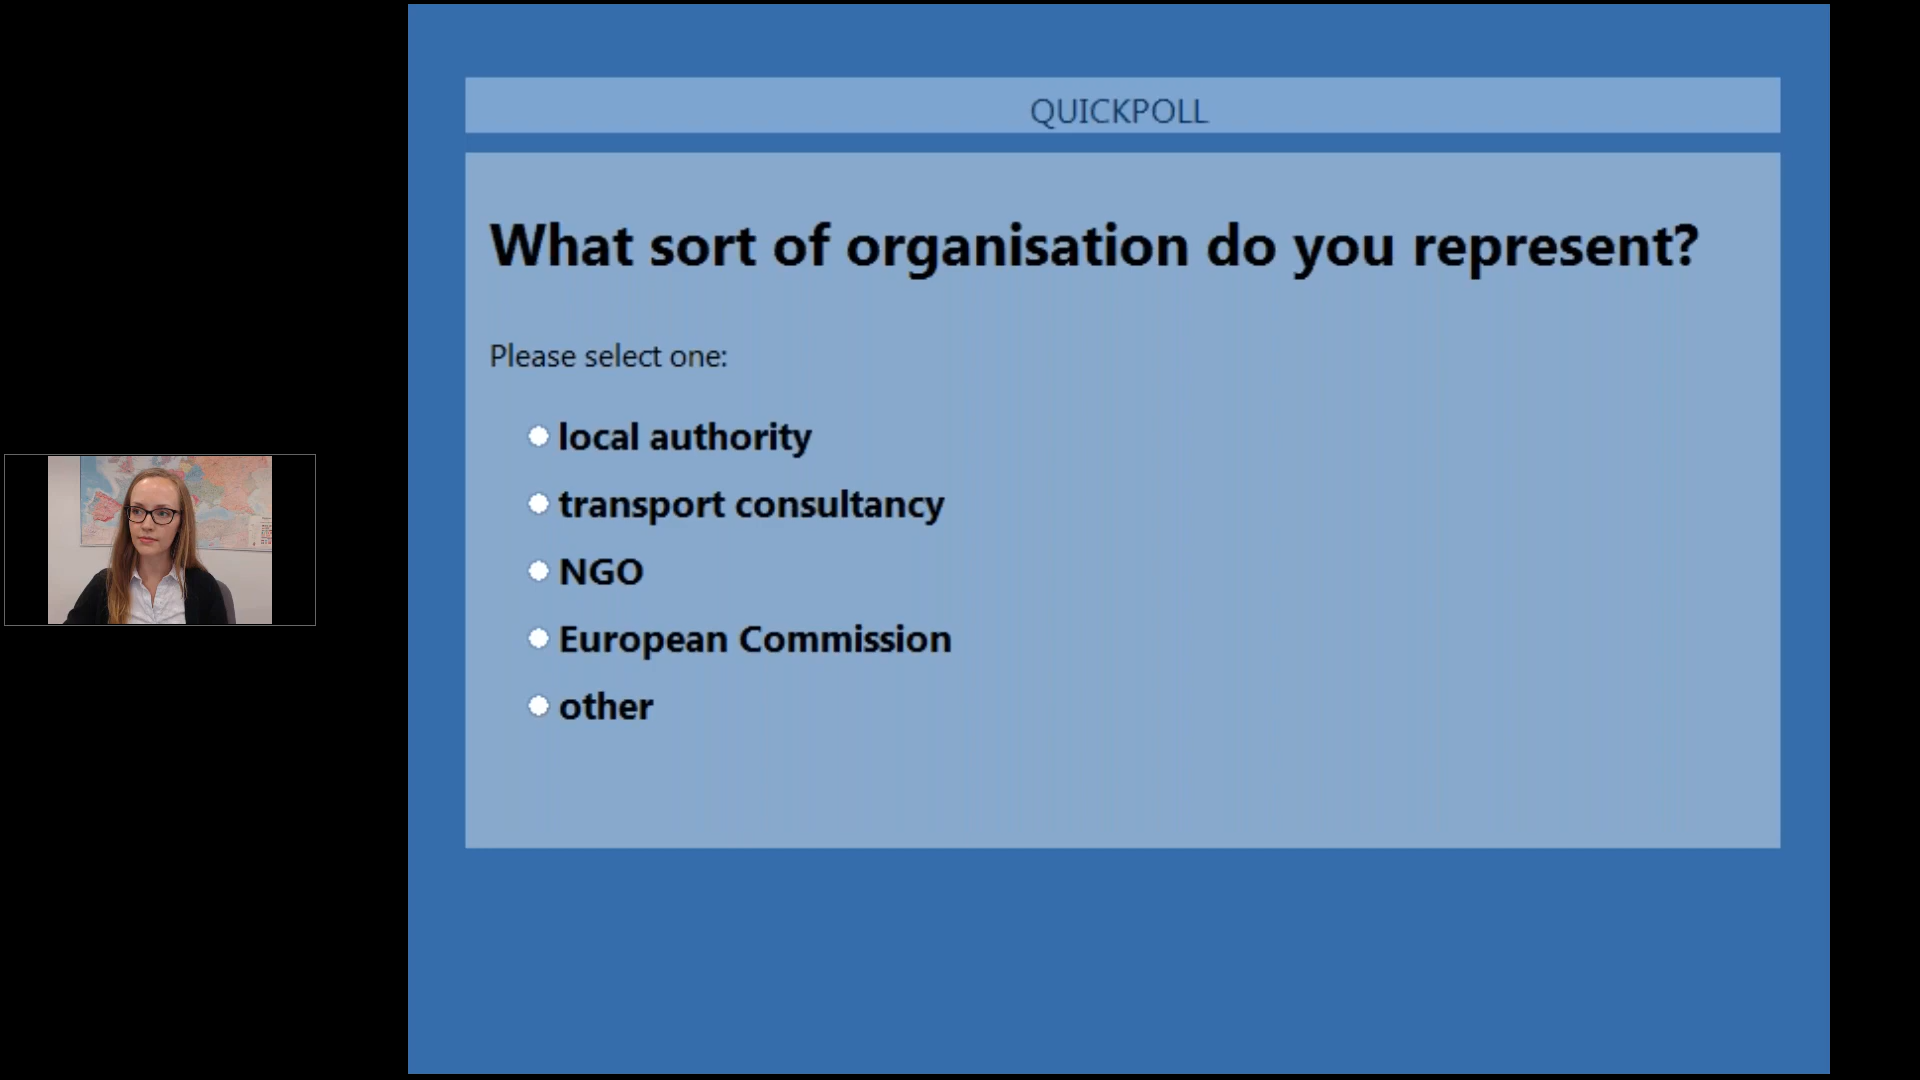 QUICKPOLL
What sort of organisation do you represent?
Please select one:
local authority
transport consultancy
NGO
European Commission
other